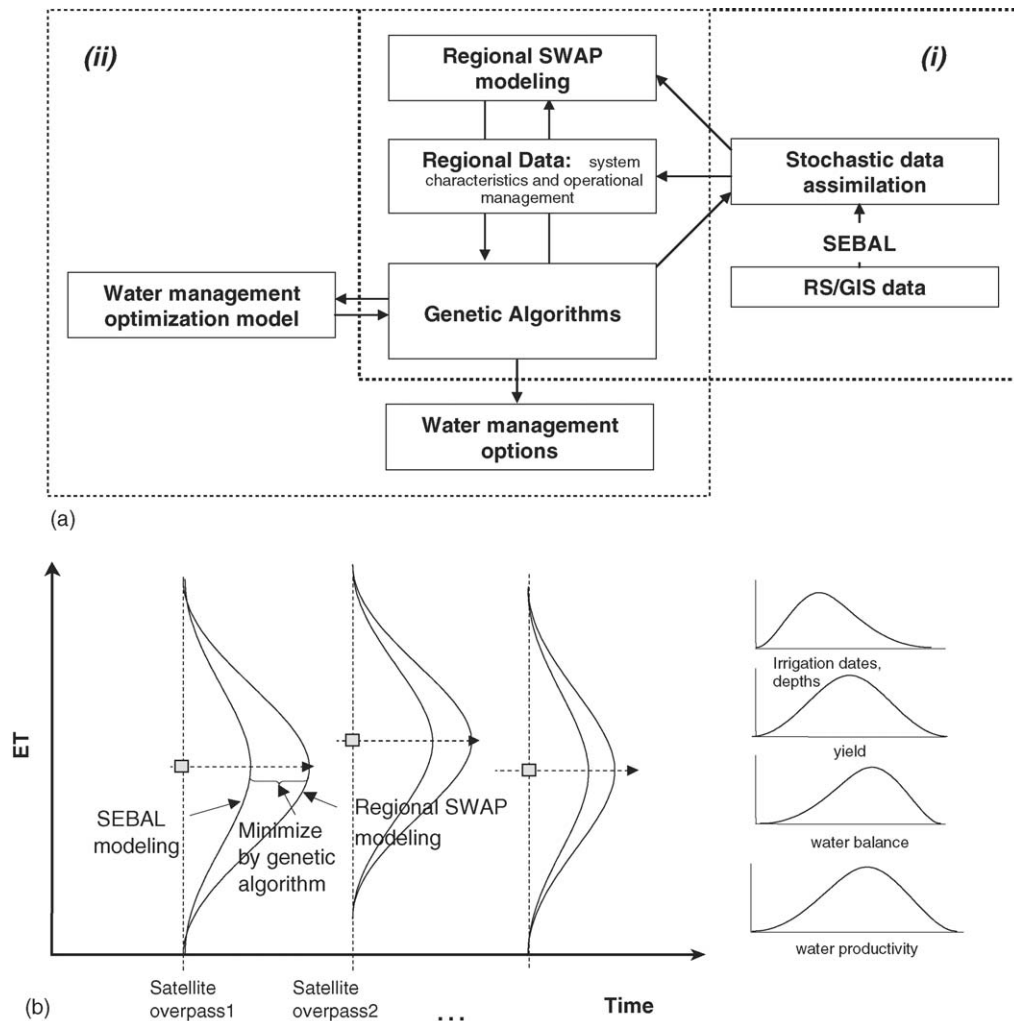 (ii)
Regional SWAP
modeling
(i)
Regional Data: system
characteristics and operational
management
Stochastic data
assimilation
SEBAL
RS/GIS data
Water management
optimization model
Genetic Algorithms
Water management
options
(a)
ET
SEBAL
modeling
Minimize
by genetic
algorithm
Regional SWAP
modeling
Satellite
overpass1
Satellite
overpass2
...
Time
Irrigation dates,
depths
yield
water balance
water productivity
(b)